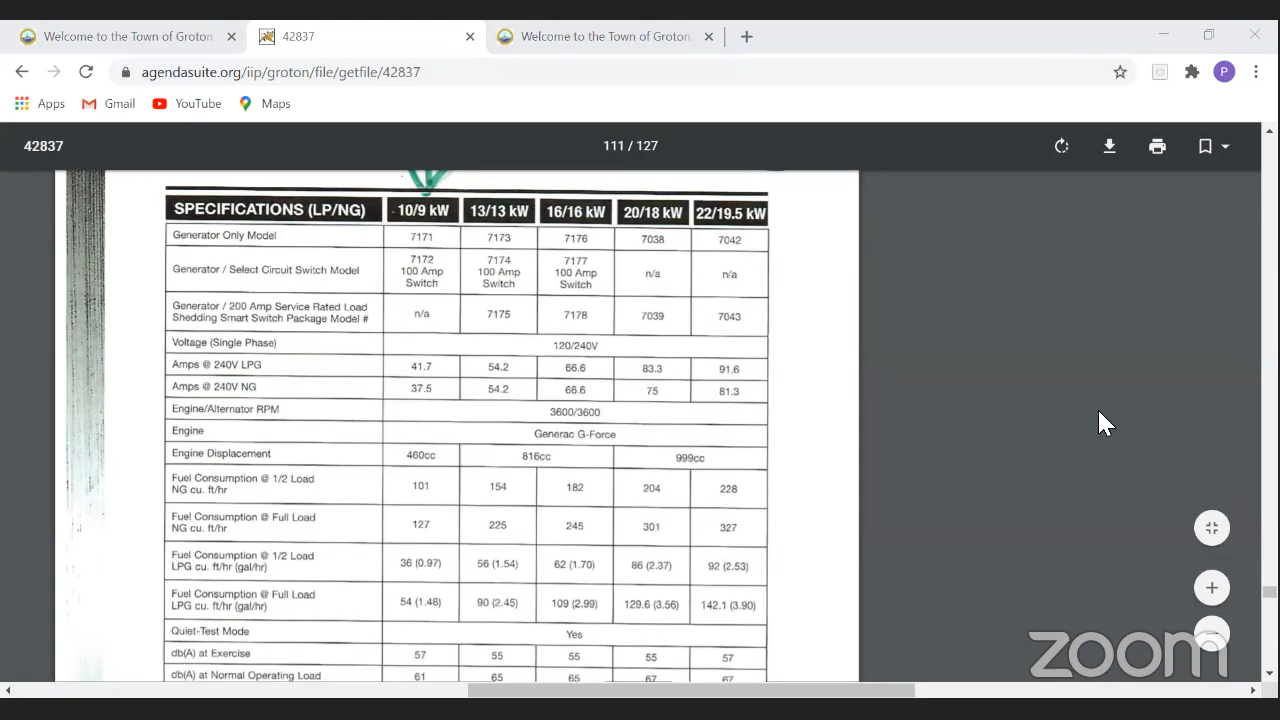 Welcome to the Town of Groton
42837
Welcome to the Town of Groton
agendasuite.org/iip/groton/file/getfile/42837
P
Apps Gmail YouTube Maps
42837
111 / 127
SPECIFICATIONS (LP/NG) 10/9 kW 13/13 kW 16/16 kW 20/18 kW 22/19.5 kW
Generator Only Model 7171 7173 7176 7038 7042
Generator / Select Circuit Switch Model 7172 100 Amp Switch 7174 100 Amp Switch 7177 100 Amp Switch n/a n/a
Generator / 200 Amp Service Rated Load
Shedding Smart Switch Package Model # n/a 7175 7178 7039 7043
Voltage (Single Phase) 120/240V
Amps @ 240V LPG 41.7 54.2 66.6 83.3 91.6
Amps @ 240V NG 37.5 54.2 66.6 75 81.3
Engine/Alternator RPM 3600/3600
Engine Generac G-Force
Engine Displacement 460cc 816cc 999cc
Fuel Consumption @ 1/2 Load
NG cu. ft/hr 101 154 182 204 228
Fuel Consumption @ Full Load
NG cu. ft/hr 127 225 245 301 327
Fuel Consumption @ 1/2 Load
LPG cu. ft/hr (gal/hr) 36 (0.97) 56 (1.54) 62 (1.70) 86 (2.37) 92 (2.53)
Fuel Consumption @ Full Load
LPG cu. ft/hr (gal/hr) 54 (1.48) 90 (2.45) 109 (2.99) 129.6 (3.56) 142.1 (3.90)
Quiet-Test Mode Yes
db(A) at Exercise 57 55 55 55 57
db(A) at Normal Operating Load 61 65 65 67 67
zoom